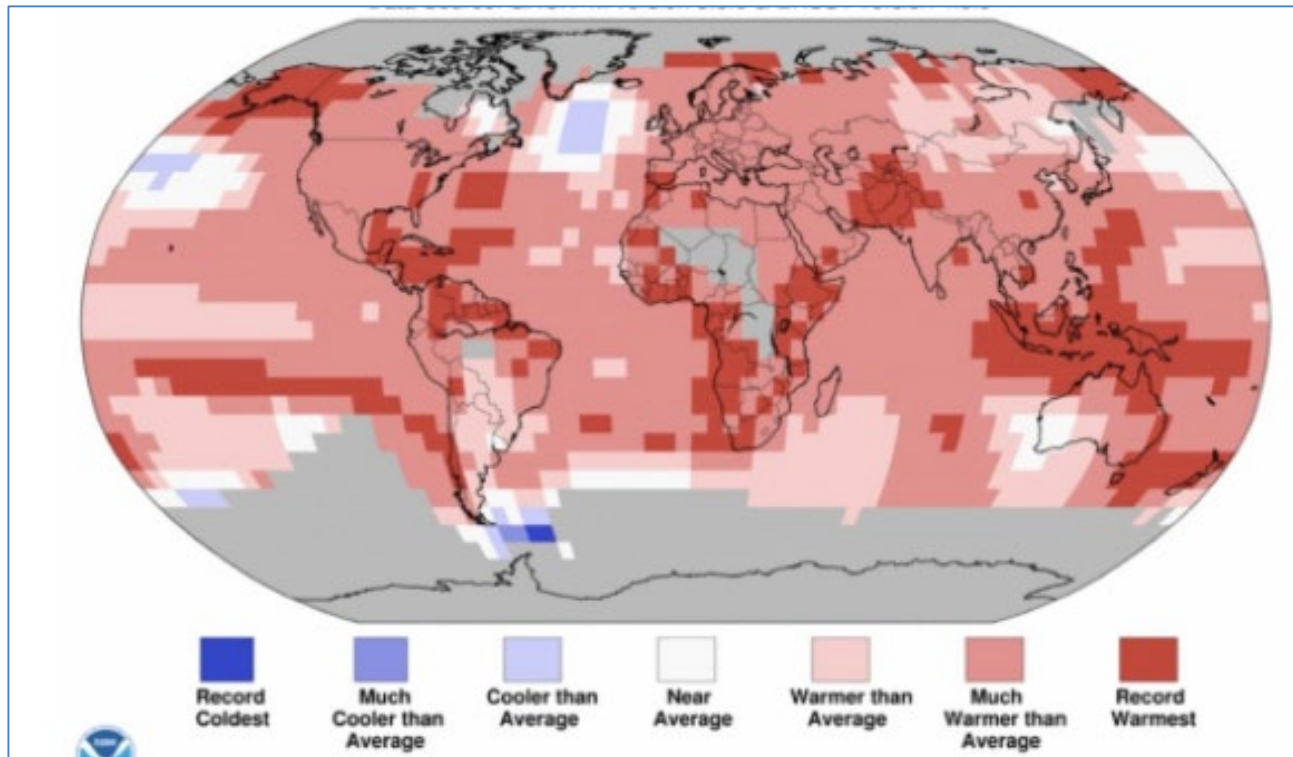 Record
Coldest
Much
Cooler than
Average
Cooler than
Average
Near
Average
Warmer than
Average
Much
Warmer than
Average
Record
Warmest